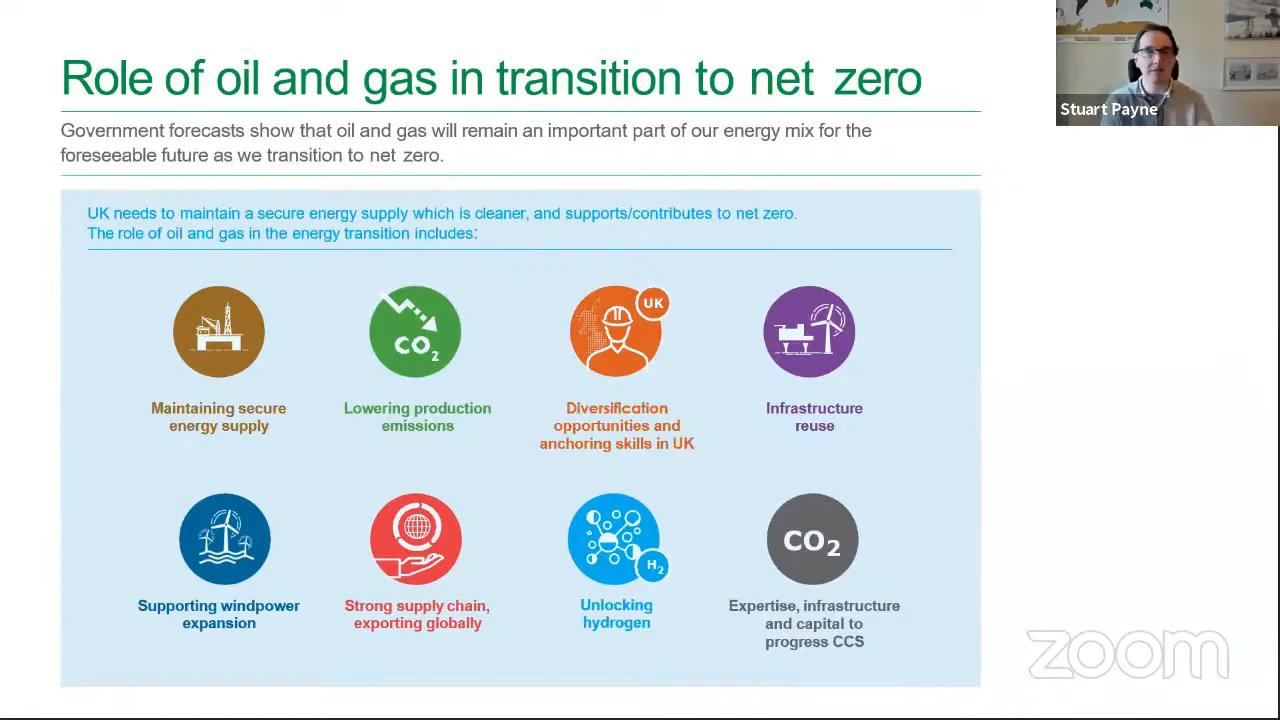 Role of oil and gas in transition to net zero
Stuart Payne
Government forecasts show that oil and gas will remain an important part of our energy mix for the
foreseeable future as we transition to net zero.
UK needs to maintain a secure energy supply which is cleaner, and supports/contributes to net zero.
The role of oil and gas in the energy transition includes:
CO2
UK
Maintaining secure
energy supply
Lowering production
emissions
Diversification
opportunities and
anchoring skills in UK
Infrastructure
reuse
H2
CO2
Supporting windpower
expansion
Strong supply chain,
exporting globally
Unlocking
hydrogen
Expertise, infrastructure
and capital to
progress CCS
zoom